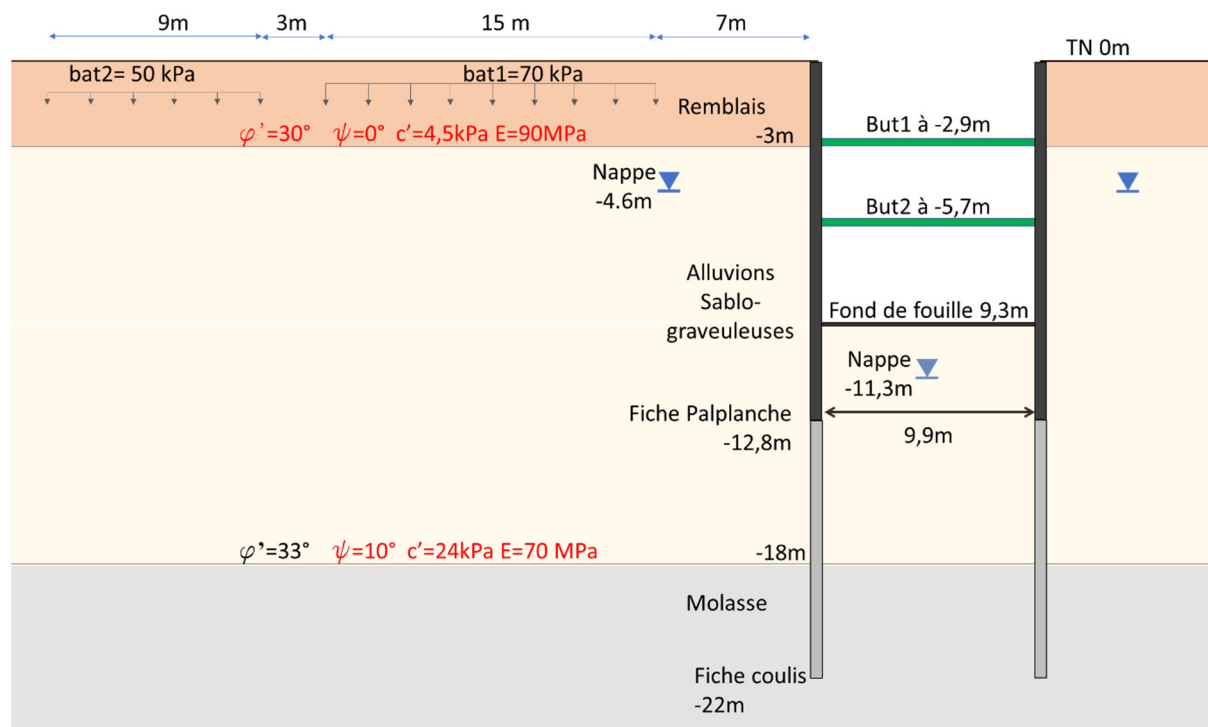 9m 3m 15 m 7m
TN 0m
bat2= 50 kPa bat1=70 kPa
Remblais
-3m
φ'=30° ψ=0° c'=4,5kPa E=90MPa
But1 à -2,9m
Nappe
-4.6m
But2 à -5,7m
Alluvions
Sablo-
graveuleuses
Fond de fouille 9,3m
Nappe
-11,3m
Fiche Palplanche
-12,8m
9,9m
φ'=33° ψ=10° c'=24kPa E=70 MPa
-18m
Molasse
Fiche coulis
-22m